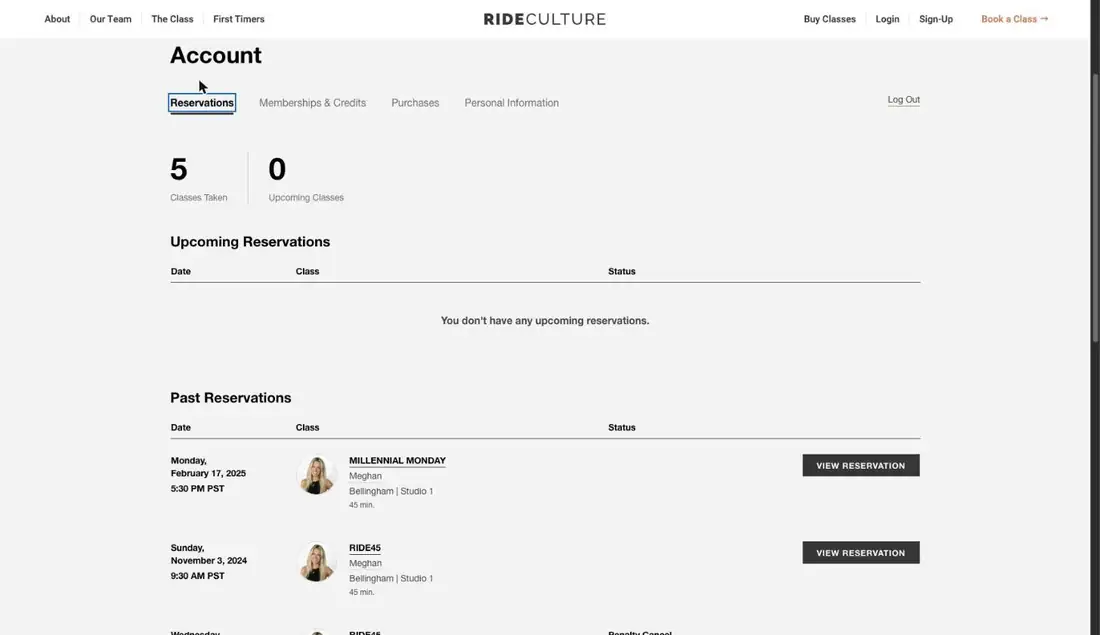 About
Our Team
The Class
First Timers
RIDECULTURE
Buy Classes
Login
Sign-Up
Book a Class →
Account
Reservations
Memberships & Credits
Purchases
Personal Information
Log Out
5
Classes Taken
0
Upcoming Classes
Upcoming Reservations
Date
Class
Status
You don't have any upcoming reservations.
Past Reservations
Date
Class
Status
Monday,
February 17, 2025
5:30 PM PST
MILLENNIAL MONDAY
Meghan
Bellingham | Studio 1
45 min.
VIEW RESERVATION
Sunday,
November 3, 2024
9:30 AM PST
RIDE45
Meghan
Bellingham | Studio 1
45 min.
VIEW RESERVATION
Wednesday
RIDE45
Penalty Cancel